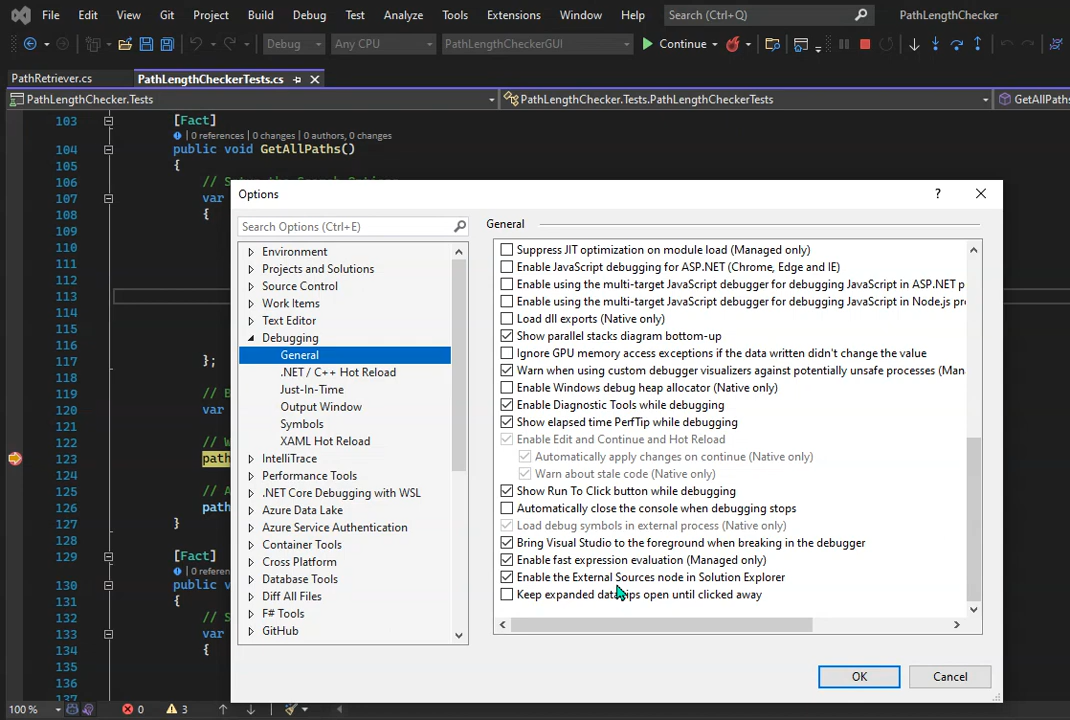 File Edit View Git Project Build Debug Test Analyze Tools Extensions Window Help Search (Ctrl+Q) PathLengthChecker
Debug Any CPU PathLengthCheckerGUI Continue
PathRetriever.cs PathLengthCheckerTests.cs
PathLengthChecker.Tests PathLengthChecker.Tests.PathLengthCheckerTests GetAllPaths
103 [Fact]
0 references | 0 changes | 0 authors, 0 changes
104 public void GetAllPaths()
105 {
106 //
107 var
108 {
109
110
111
112
113
114
115
116
117 };
118
119 //
120 var
121
122 //
123 path
124
125 //
126 path
127 }
128
129 [Fact]
0 referen
130 public
131 {
132 //
133 var
134 {
135
136
137
Options
?
Search Options (Ctrl+E)
Environment
Projects and Solutions
Source Control
Work Items
Text Editor
Debugging
General
.NET / C++ Hot Reload
Just-In-Time
Output Window
Symbols
XAML Hot Reload
IntelliTrace
Performance Tools
.NET Core Debugging with WSL
Azure Data Lake
Azure Service Authentication
Container Tools
Cross Platform
Database Tools
Diff All Files
F# Tools
GitHub
General
Suppress JIT optimization on module load (Managed only)
Enable JavaScript debugging for ASP.NET (Chrome, Edge and IE)
Enable using the multi-target JavaScript debugger for debugging JavaScript in ASP.NET p
Enable using the multi-target JavaScript debugger for debugging JavaScript in Node.js pr
Load dll exports (Native only)
Show parallel stacks diagram bottom-up
Ignore GPU memory access exceptions if the data written didn't change the value
Warn when using custom debugger visualizers against potentially unsafe processes (Man
Enable Windows debug heap allocator (Native only)
Enable Diagnostic Tools while debugging
Show elapsed time PerfTip while debugging
Enable Edit and Continue and Hot Reload
Automatically apply changes on continue (Native only)
Warn about stale code (Native only)
Show Run To Click button while debugging
Automatically close the console when debugging stops
Load debug symbols in external process (Native only)
Bring Visual Studio to the foreground when breaking in the debugger
Enable fast expression evaluation (Managed only)
Enable the External Sources node in Solution Explorer
Keep expanded datatips open until clicked away
OK Cancel
100 % 0 3